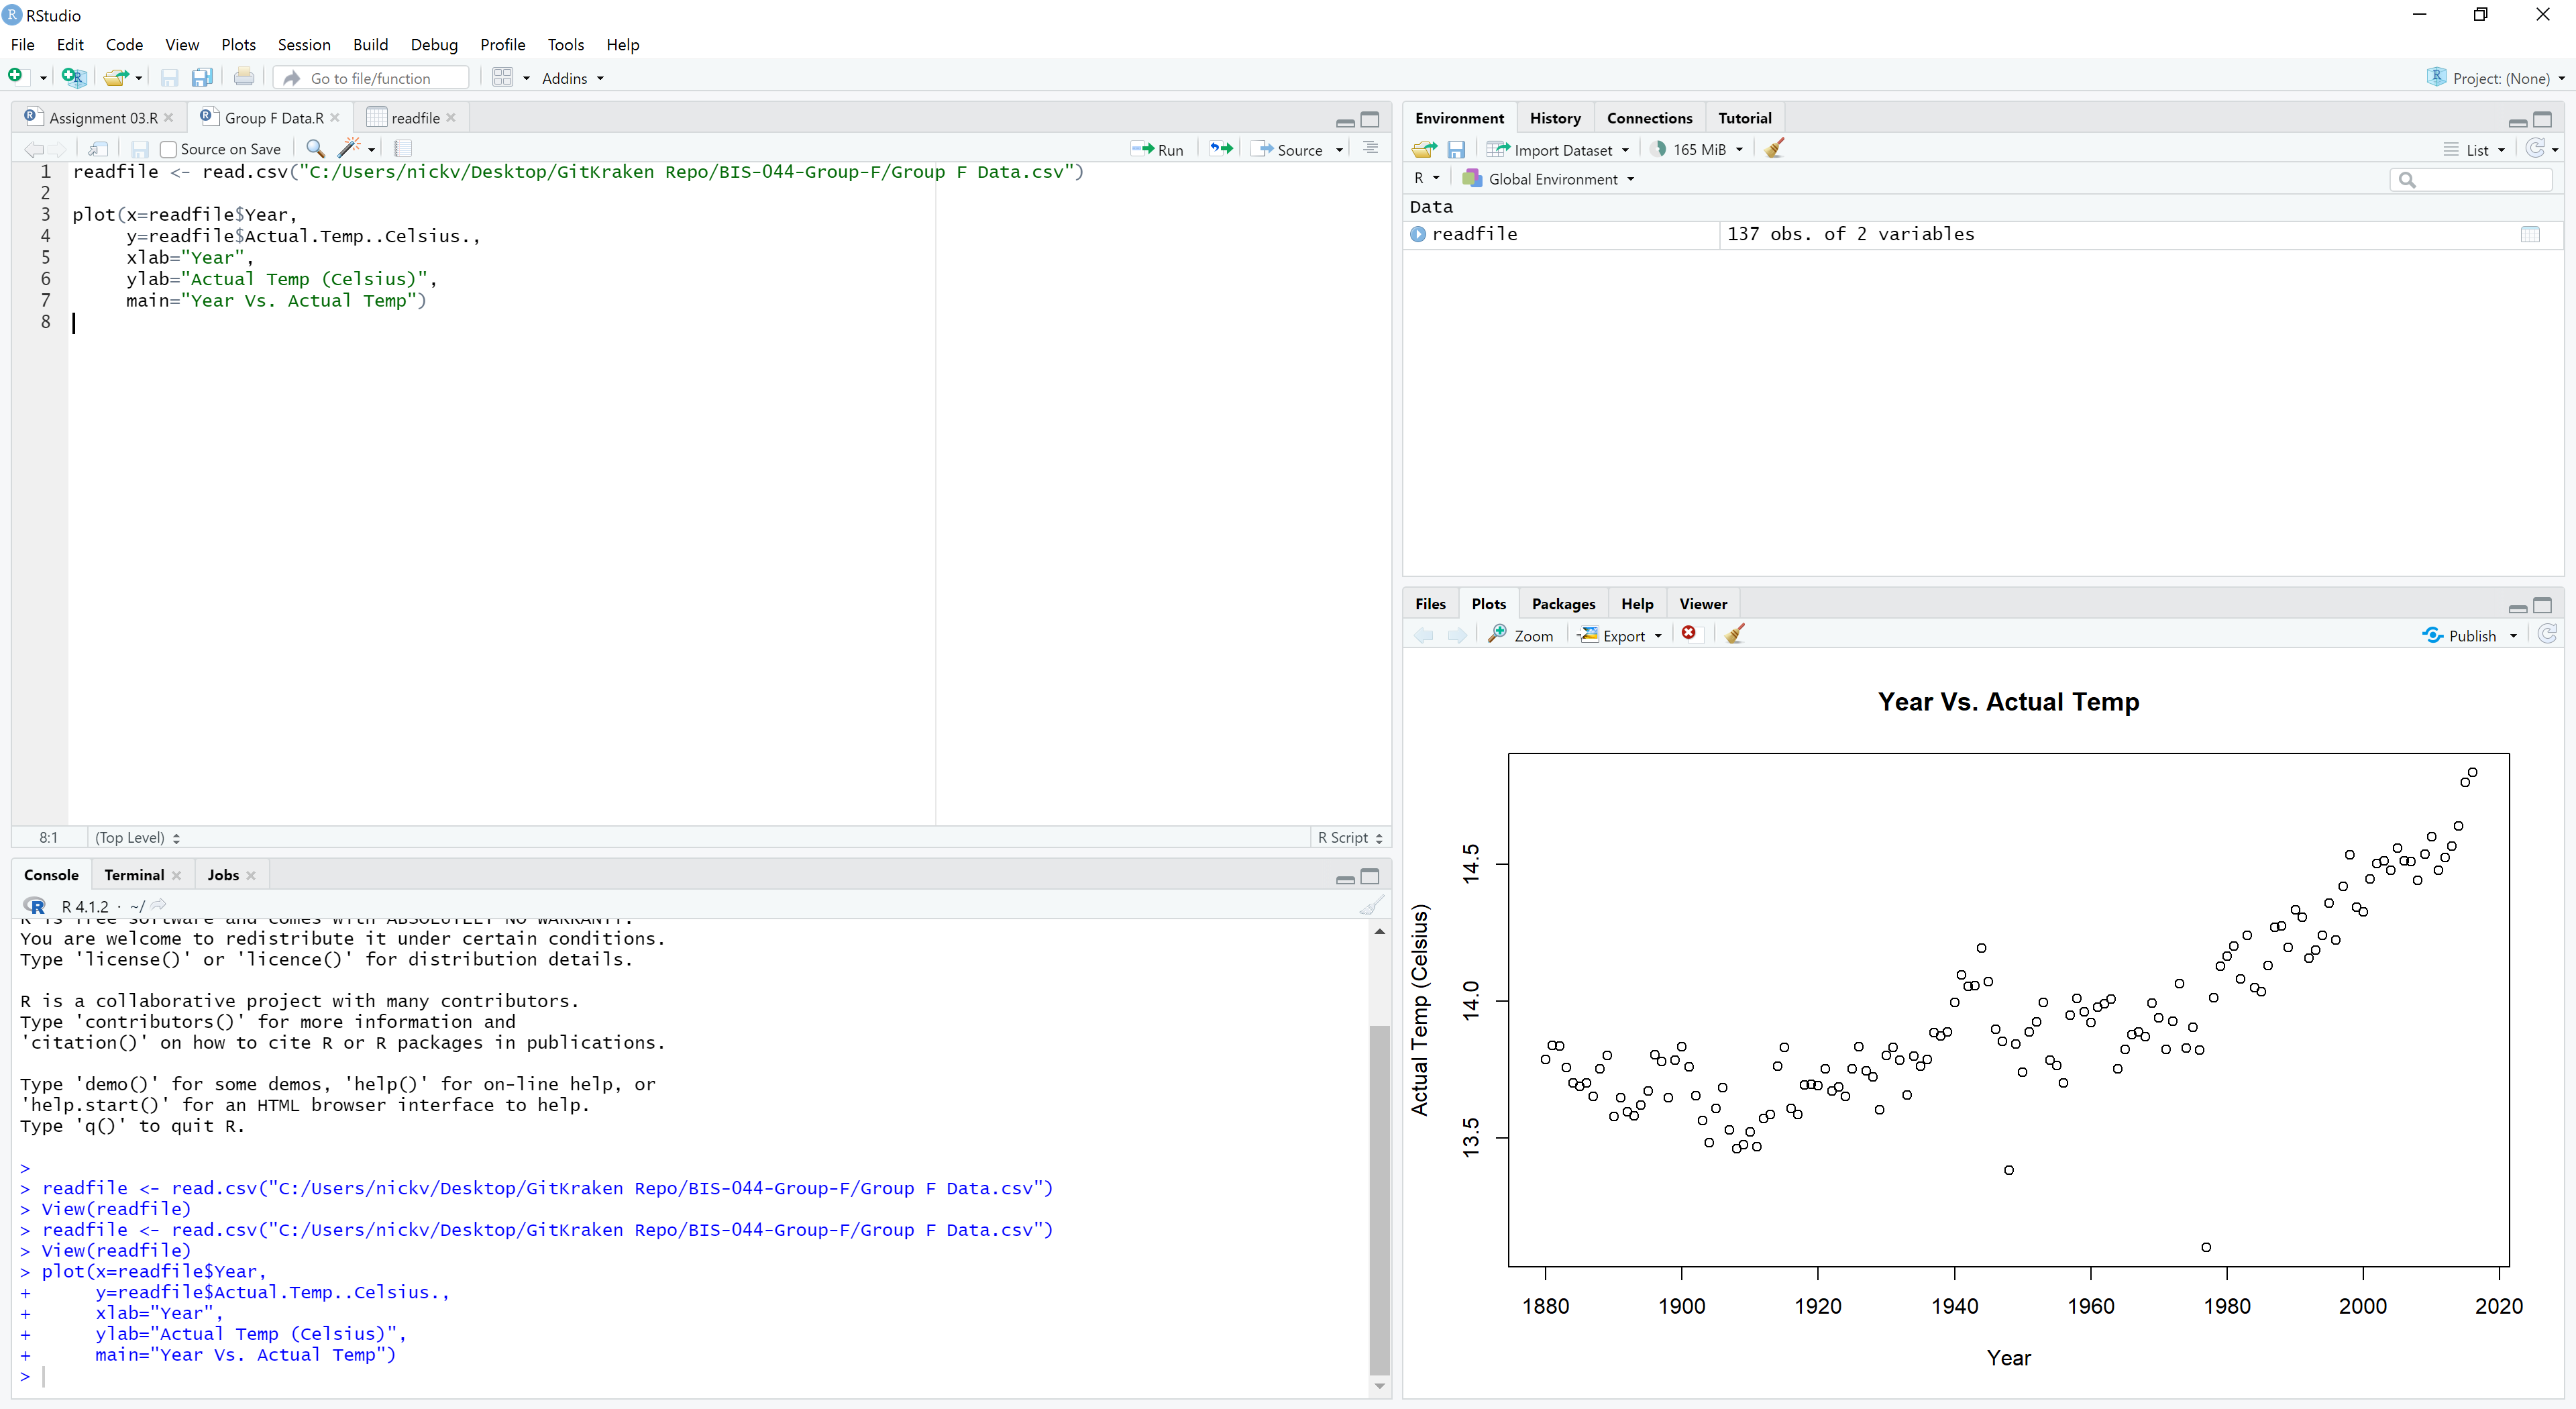 RStudio
File Edit Code View Plots Session Build Debug Profile Tools Help
Go to file/function Addins Project: (None)
Assignment 03.R Group F Data.R readfile
Source on Save Run Source
1 readfile <- read.csv("C:/Users/nickv/Desktop/GitKraken Repo/BIS-044-Group-F/Group F Data.csv")
2
3 plot(x=readfile$Year,
4 y=readfile$Actual.Temp..Celsius.,
5 xlab="Year",
6 ylab="Actual Temp (Celsius)",
7 main="Year Vs. Actual Temp")
8
8:1 (Top Level) R Script
Console Terminal Jobs
R 4.1.2 · ~/
R is free software and comes with ABSOLUTELY NO WARRANTY.
You are welcome to redistribute it under certain conditions.
Type 'license()' or 'licence()' for distribution details.
R is a collaborative project with many contributors.
Type 'contributors()' for more information and
'citation()' on how to cite R or R packages in publications.
Type 'demo()' for some demos, 'help()' for on-line help, or
'help.start()' for an HTML browser interface to help.
Type 'q()' to quit R.
>
> readfile <- read.csv("C:/Users/nickv/Desktop/GitKraken Repo/BIS-044-Group-F/Group F Data.csv")
> View(readfile)
> readfile <- read.csv("C:/Users/nickv/Desktop/GitKraken Repo/BIS-044-Group-F/Group F Data.csv")
> View(readfile)
> plot(x=readfile$Year,
+ y=readfile$Actual.Temp..Celsius.,
+ xlab="Year",
+ ylab="Actual Temp (Celsius)",
+ main="Year Vs. Actual Temp")
>
Environment History Connections Tutorial
Import Dataset 165 MiB List
R Global Environment
Data
readfile 137 obs. of 2 variables
Files Plots Packages Help Viewer
Zoom Export Publish
Year Vs. Actual Temp
Actual Temp (Celsius)
14.5
14.0
13.5
1880 1900 1920 1940 1960 1980 2000 2020
Year